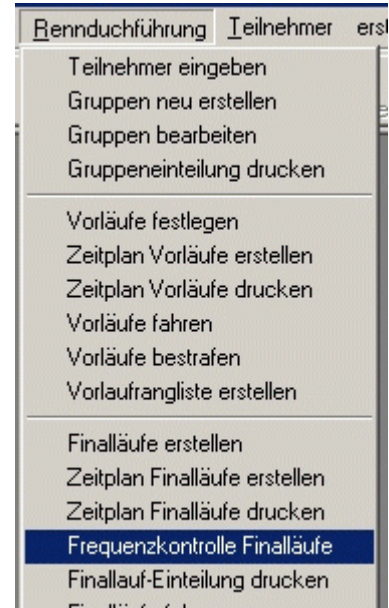 Rennduchführung Teilnehmer erst
Teilnehmer eingeben
Gruppen neu erstellen
Gruppen bearbeiten
Gruppeneinteilung drucken
Vorläufe festlegen
Zeitplan Vorläufe erstellen
Zeitplan Vorläufe drucken
Vorläufe fahren
Vorläufe bestrafen
Vorlaufrangliste erstellen
Finalläufe erstellen
Zeitplan Finalläufe erstellen
Zeitplan Finalläufe drucken
Frequenzkontrolle Finalläufe
Finallauf-Einteilung drucken